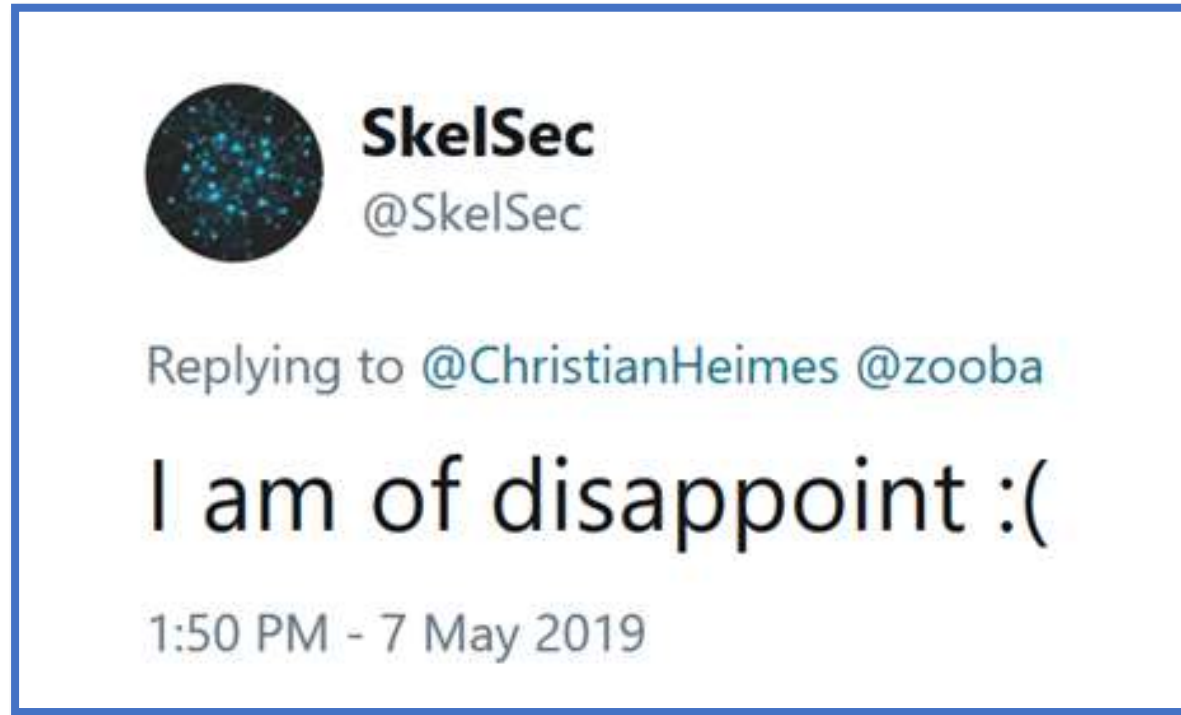 SkelSec
@SkelSec
Replying to @ChristianHeimes @zooba
I am of disappoint :(
1:50 PM - 7 May 2019